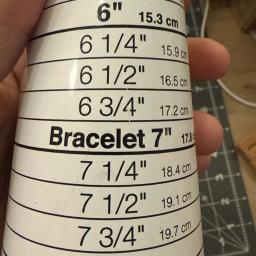 6" 15.3 cm
6 1/4" 15.9 c
6 1/2" 16.5 cm
6 3/4" 17.2 cm
Bracelet 7" 17.8
7 1/4" 18.4 cm
7 1/2" 19.1 cm
7 3/4" 19.7 cm